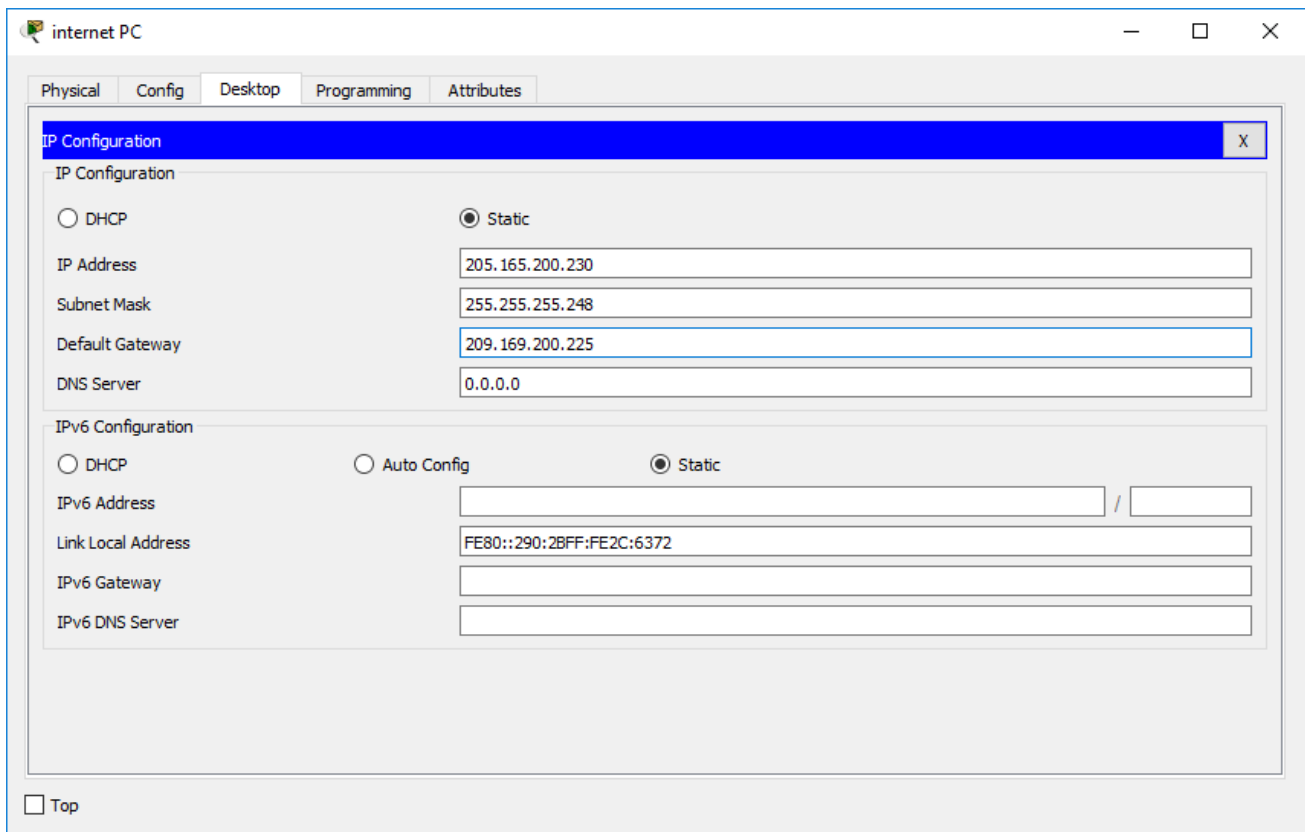 internet PC
Physical Config Desktop Programming Attributes
IP Configuration X
IP Configuration
DHCP Static
IP Address 205.165.200.230
Subnet Mask 255.255.255.248
Default Gateway 209.169.200.225
DNS Server 0.0.0.0
IPv6 Configuration
DHCP Auto Config Static
IPv6 Address /
Link Local Address FE80::290:2BFF:FE2C:6372
IPv6 Gateway
IPv6 DNS Server
Top